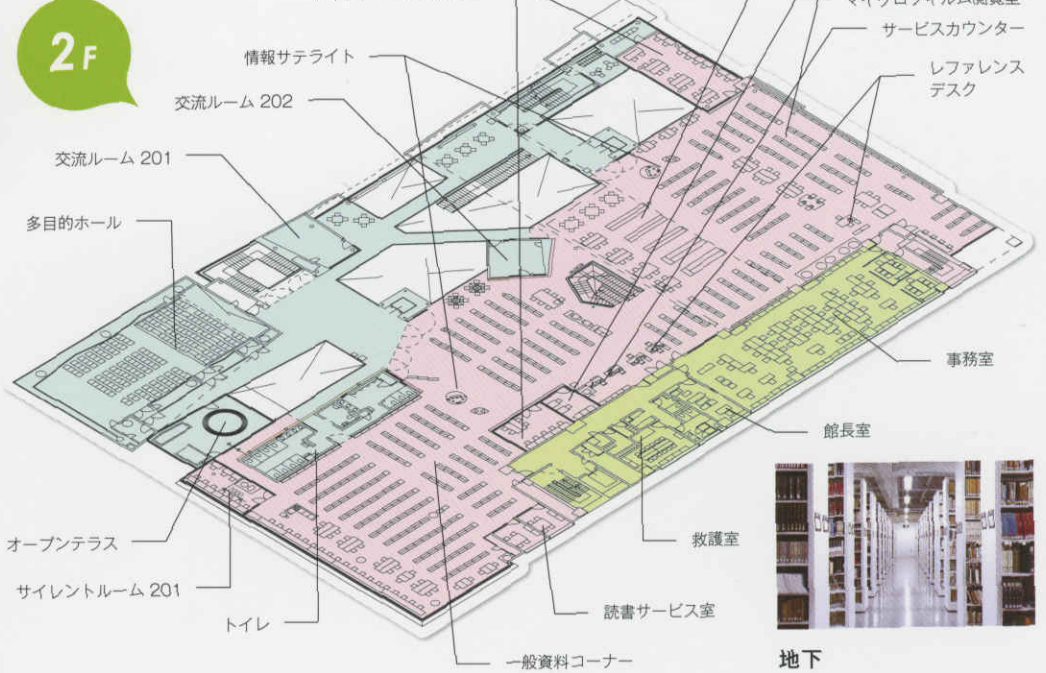 2F
マイクロフィルム閲覧室
サービスカウンター
レファレンス
デスク
情報サテライト
交流ルーム 202
交流ルーム 201
多目的ホール
事務室
館長室
救護室
オープンテラス
サイレントルーム 201
トイレ
読書サービス室
一般資料コーナー
地下